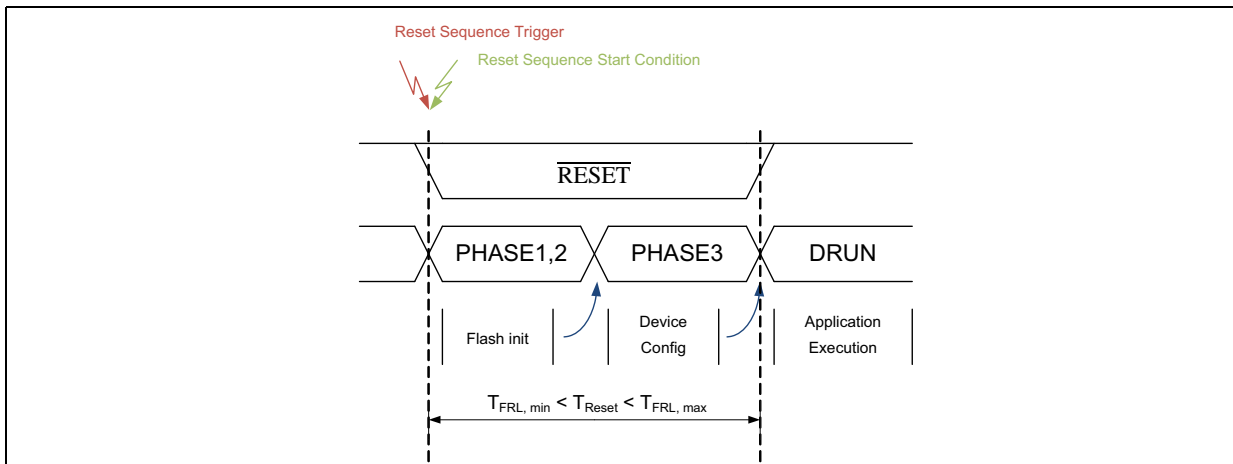 Reset Sequence Trigger
Reset Sequence Start Condition
RESET
PHASE1,2
PHASE3
DRUN
Flash init
Device
Config
Application
Execution
TFRL, min < TReset < TFRL, max